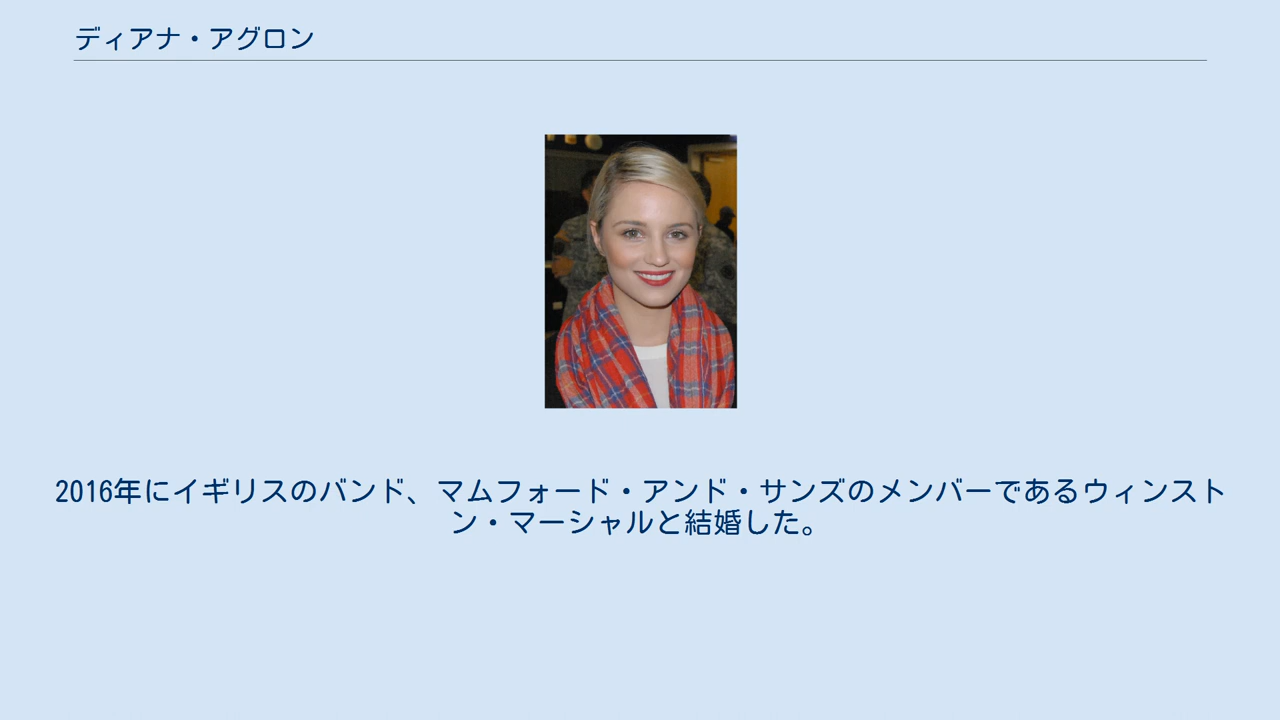 ディアナ・アグロン
2016年にイギリスのバンド、マムフォード・アンド・サンズのメンバーであるウィンスト
ン・マーシャルと結婚した。